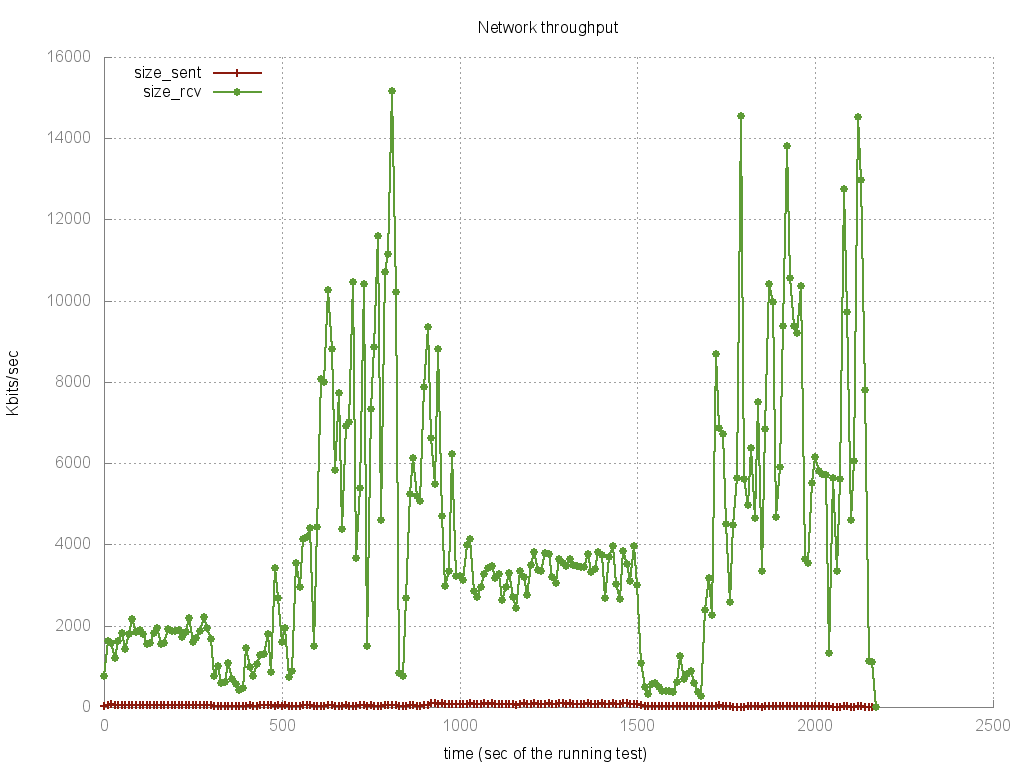 Network throughput
16000
size_sent
size_rcv
14000
12000
10000
8000
Kbits/sec
6000
4000
2000
0
0 500 1000 1500 2000 2500
time (sec of the running test)